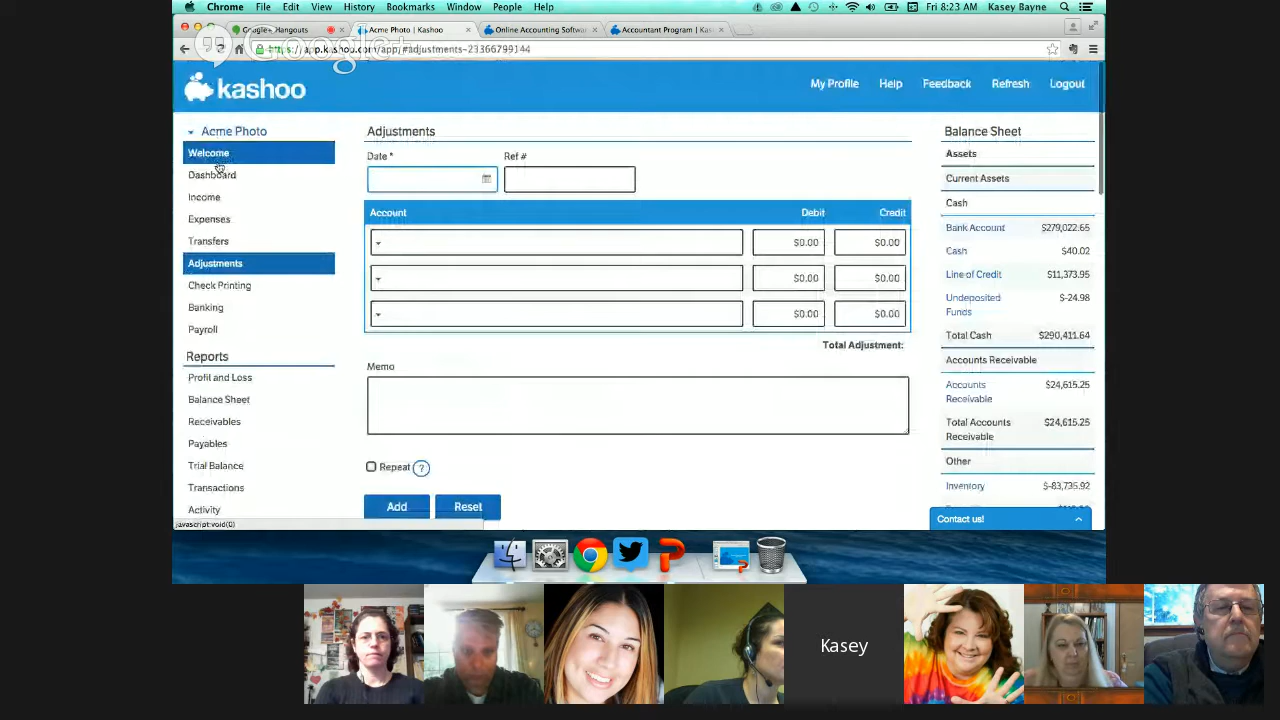 Chrome File Edit View History Bookmarks Window People Help
Fri 8:23 AM Kasey Bayne
Google+ Hangouts
Acme Photo | Kashoo
Online Accounting Softwa
Accountant Program | Kas
adjustments-23366799144
Google+
kashoo
My Profile Help Feedback Refresh Logout
Acme Photo
Welcome
Dashboard
Income
Expenses
Transfers
Adjustments
Check Printing
Banking
Payroll
Reports
Profit and Loss
Balance Sheet
Receivables
Payables
Trial Balance
Transactions
Activity
javascript:void(0)
Adjustments
Date * Ref #
Account Debit Credit
$0.00 $0.00
$0.00 $0.00
$0.00 $0.00
Total Adjustment:
Memo
Repeat ?
Add Reset
Balance Sheet
Assets
Current Assets
Cash
Bank Account $279,022.65
Cash $40.02
Line of Credit $11,373.95
Undeposited $-24.98
Funds
Total Cash $290,411.64
Accounts Receivable
Accounts $24,615.25
Receivable
Total Accounts $24,615.25
Receivable
Other
Inventory $-83,735.92
Contact us!
Kasey